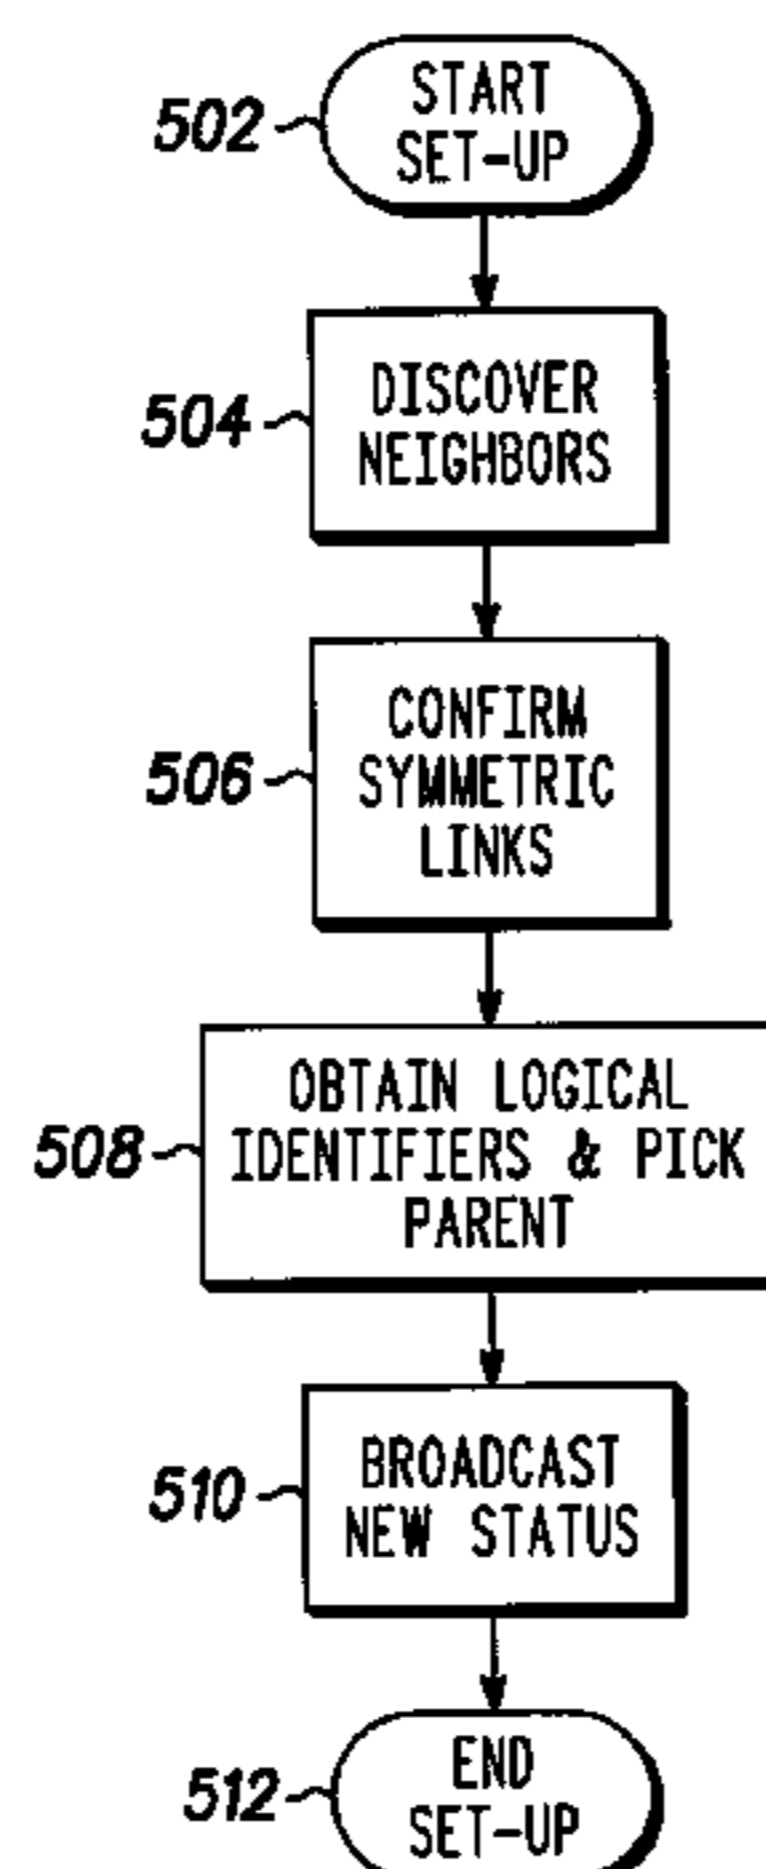 502
START
SET-UP
504
DISCOVER
NEIGHBORS
506
CONFIRM
SYMMETRIC
LINKS
508
OBTAIN LOGICAL
IDENTIFIERS & PICK
PARENT
510
BROADCAST
NEW STATUS
512
END
SET-UP